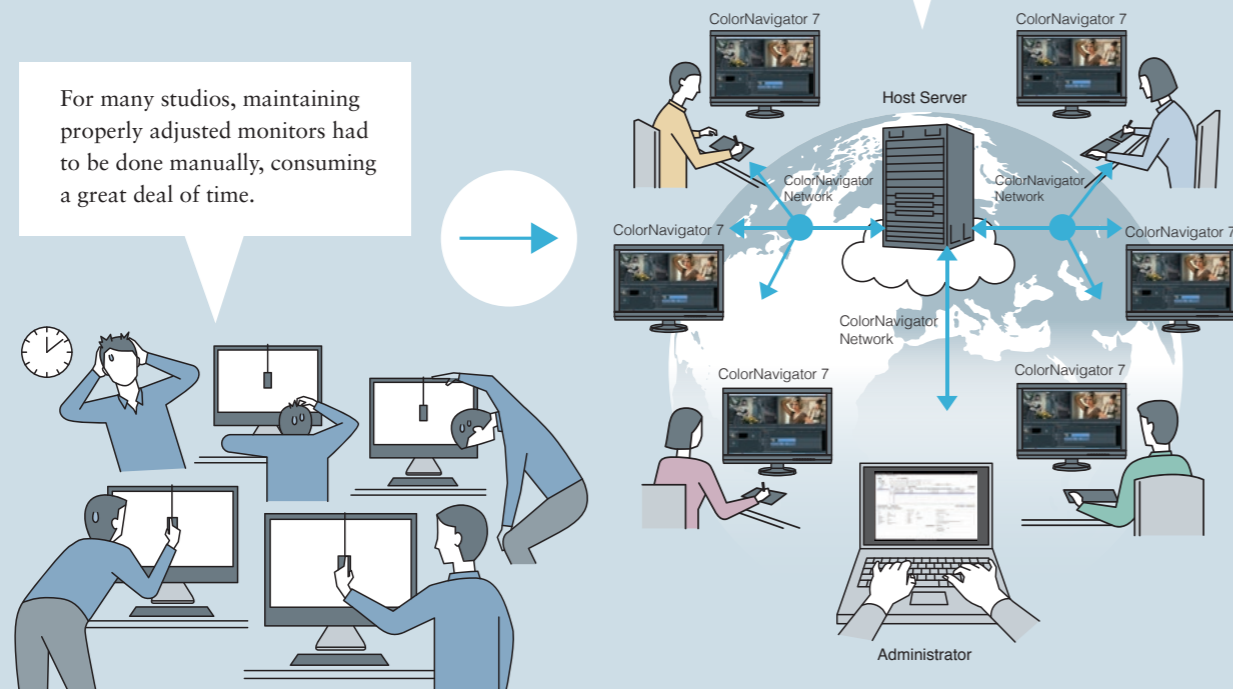 For many studios, maintaining
properly adjusted monitors had
to be done manually, consuming
a great deal of time.
ColorNavigator 7
ColorNavigator 7
Host Server
ColorNavigator
Network
ColorNavigator
Network
ColorNavigator 7
ColorNavigator 7
ColorNavigator
Network
ColorNavigator 7
ColorNavigator 7
Administrator